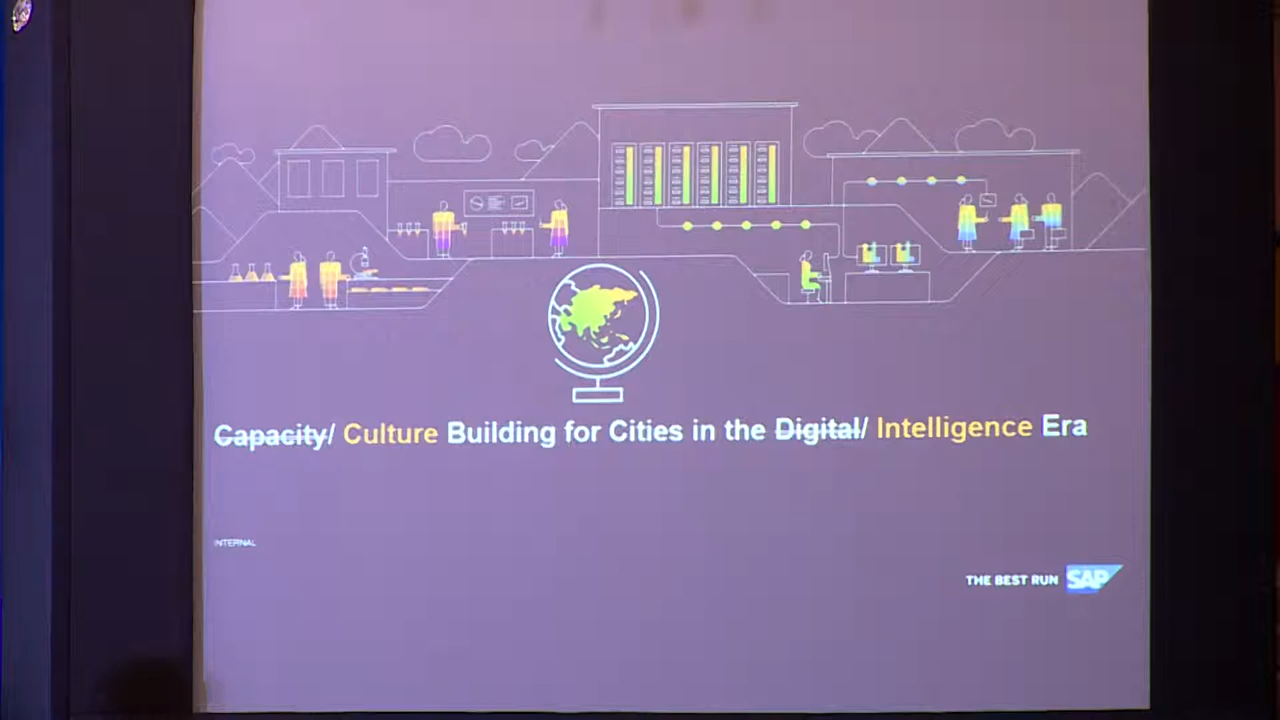 Capacity/ Culture Building for Cities in the Digital/ Intelligence Era
INTERNAL
THE BEST RUN SAP